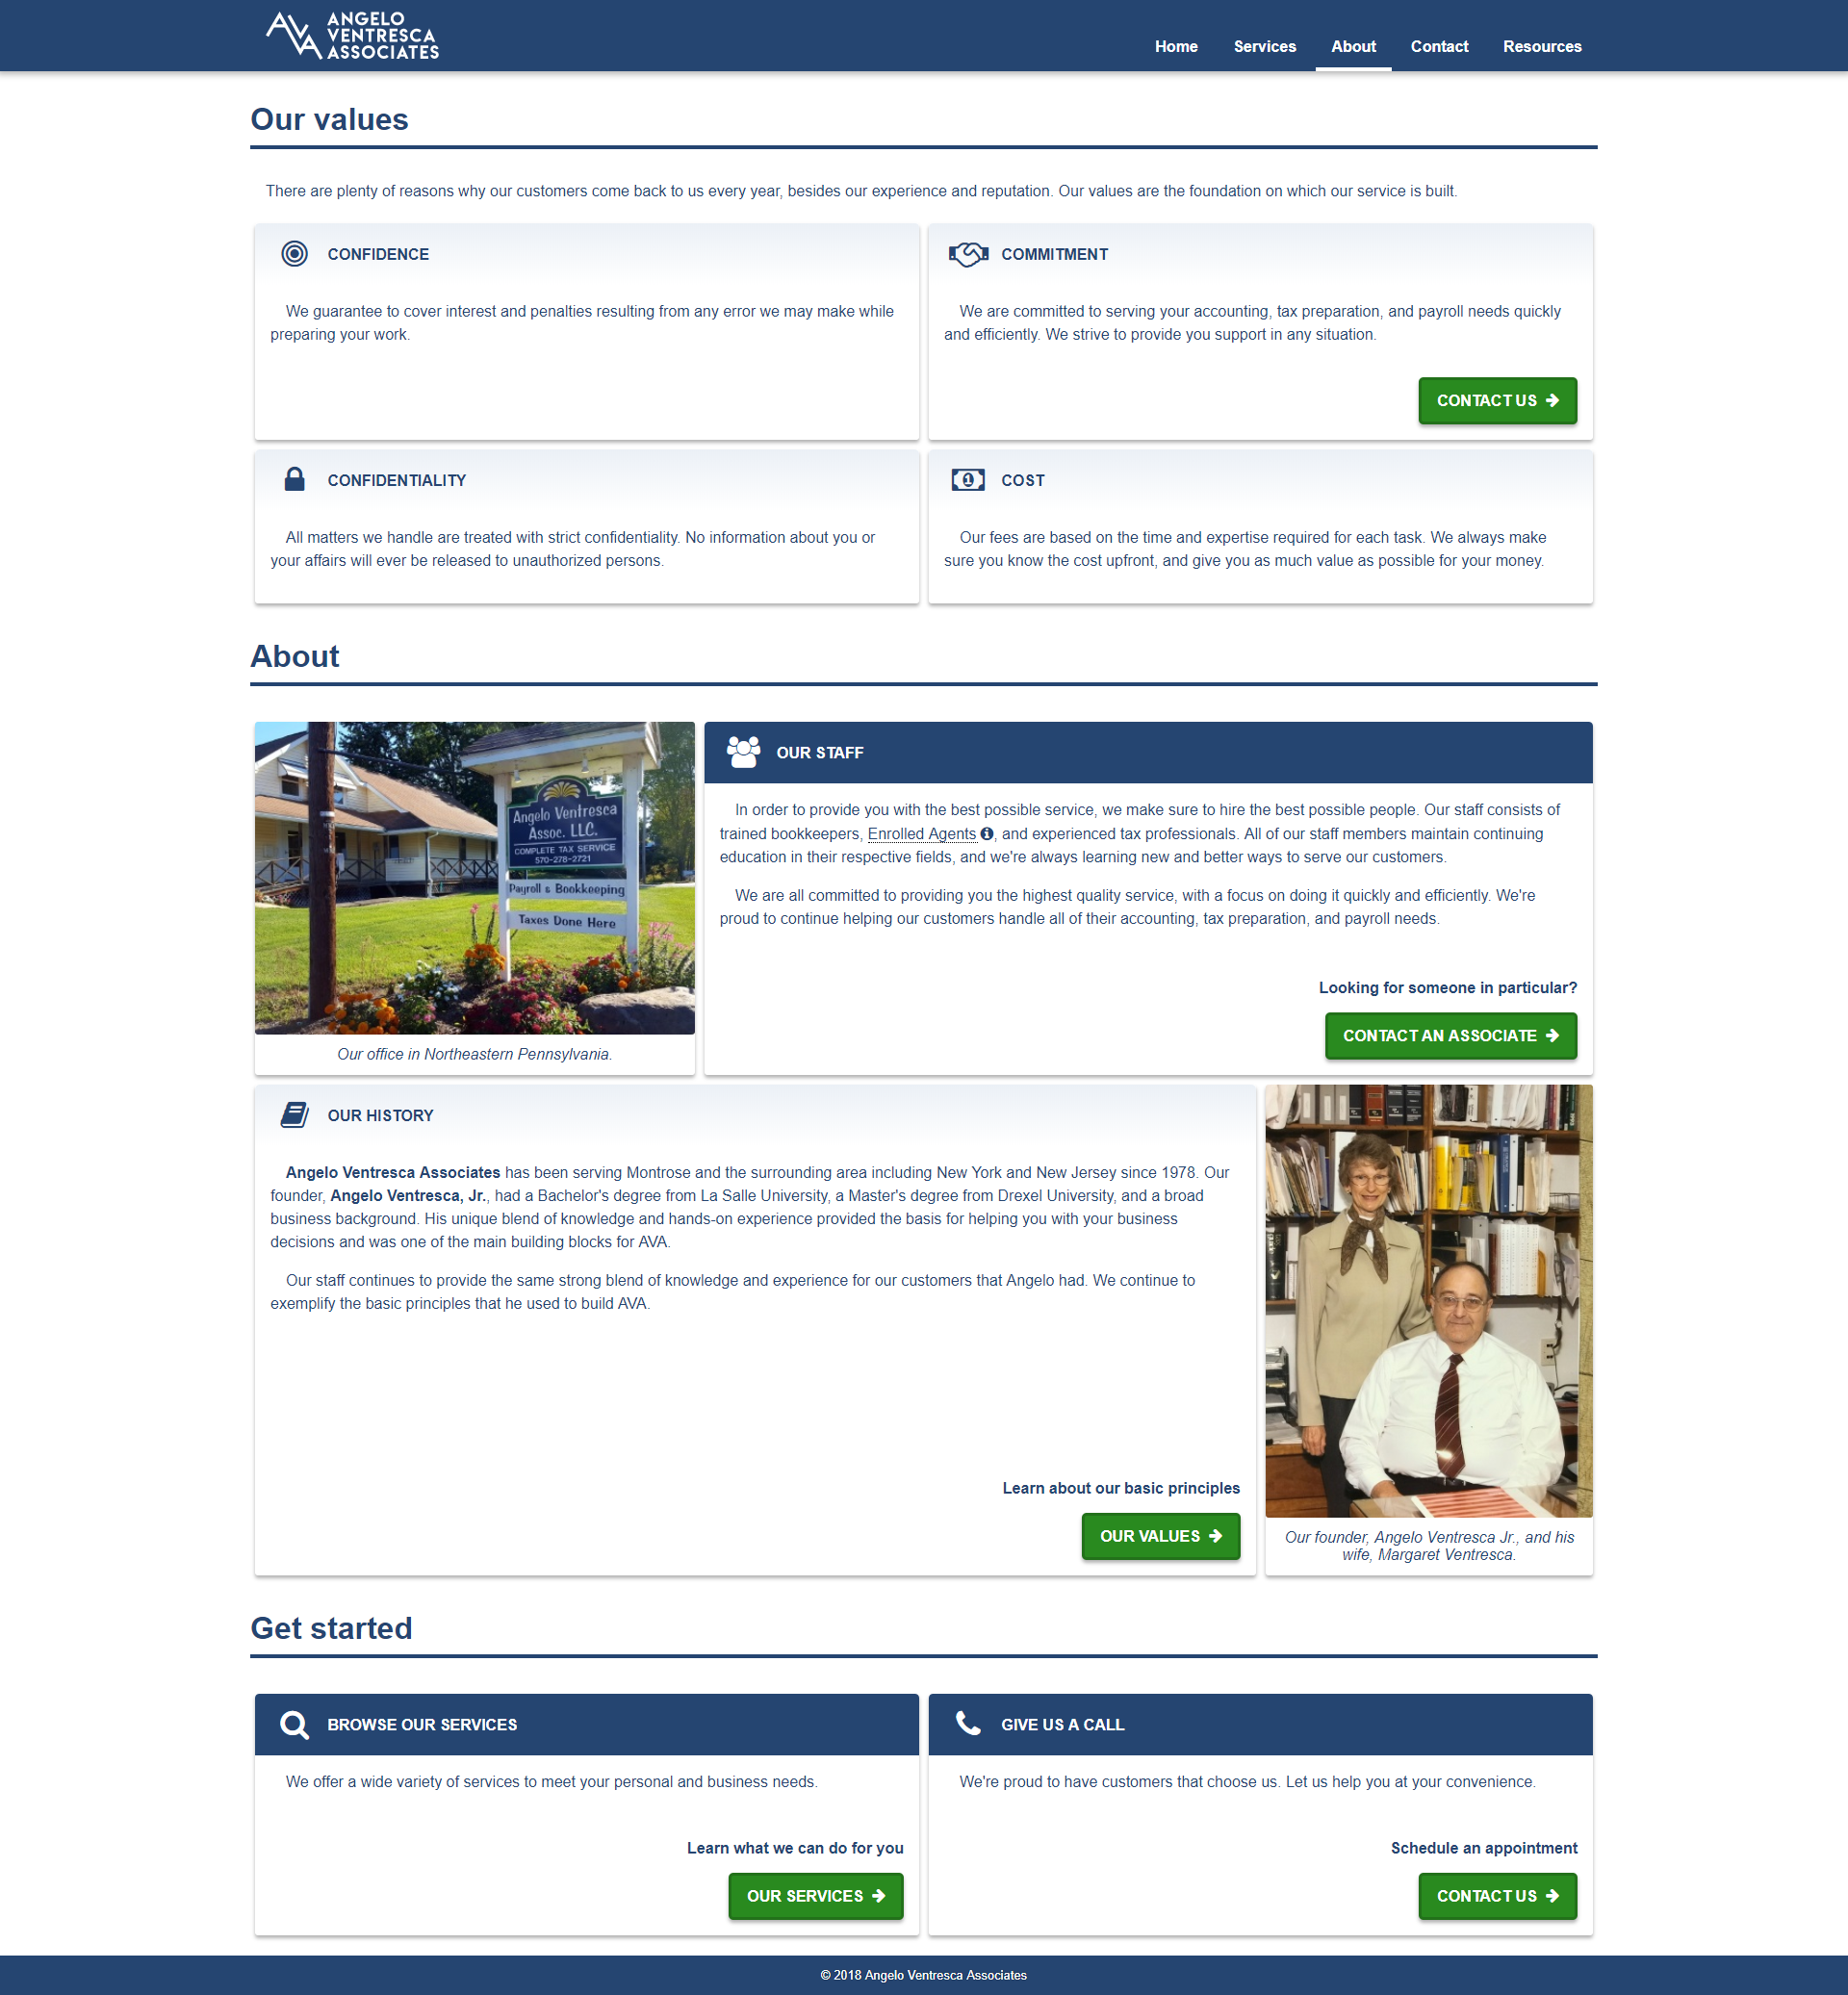 ANGELO
VENTRESCA
ASSOCIATES
Home Services About Contact Resources
Our values
There are plenty of reasons why our customers come back to us every year, besides our experience and reputation. Our values are the foundation on which our service is built.
CONFIDENCE
We guarantee to cover interest and penalties resulting from any error we may make while
preparing your work.
COMMITMENT
We are committed to serving your accounting, tax preparation, and payroll needs quickly
and efficiently. We strive to provide you support in any situation.
CONTACT US
CONFIDENTIALITY
All matters we handle are treated with strict confidentiality. No information about you or
your affairs will ever be released to unauthorized persons.
COST
Our fees are based on the time and expertise required for each task. We always make
sure you know the cost upfront, and give you as much value as possible for your money.
About
Angelo Ventresca
Assoc. LLC.
COMPLETE TAX SERVICE
570-278-2721
Payroll & Bookkeeping
Taxes Done Here
Our office in Northeastern Pennsylvania.
OUR STAFF
In order to provide you with the best possible service, we make sure to hire the best possible people. Our staff consists of
trained bookkeepers, Enrolled Agents, and experienced tax professionals. All of our staff members maintain continuing
education in their respective fields, and we're always learning new and better ways to serve our customers.
We are all committed to providing you the highest quality service, with a focus on doing it quickly and efficiently. We're
proud to continue helping our customers handle all of their accounting, tax preparation, and payroll needs.
Looking for someone in particular?
CONTACT AN ASSOCIATE
OUR HISTORY
Angelo Ventresca Associates has been serving Montrose and the surrounding area including New York and New Jersey since 1978. Our
founder, Angelo Ventresca, Jr., had a Bachelor's degree from La Salle University, a Master's degree from Drexel University, and a broad
business background. His unique blend of knowledge and hands-on experience provided the basis for helping you with your business
decisions and was one of the main building blocks for AVA.
Our staff continues to provide the same strong blend of knowledge and experience for our customers that Angelo had. We continue to
exemplify the basic principles that he used to build AVA.
Learn about our basic principles
OUR VALUES
Our founder, Angelo Ventresca Jr., and his
wife, Margaret Ventresca.
Get started
BROWSE OUR SERVICES
We offer a wide variety of services to meet your personal and business needs.
Learn what we can do for you
OUR SERVICES
GIVE US A CALL
We're proud to have customers that choose us. Let us help you at your convenience.
Schedule an appointment
CONTACT US
© 2018 Angelo Ventresca Associates